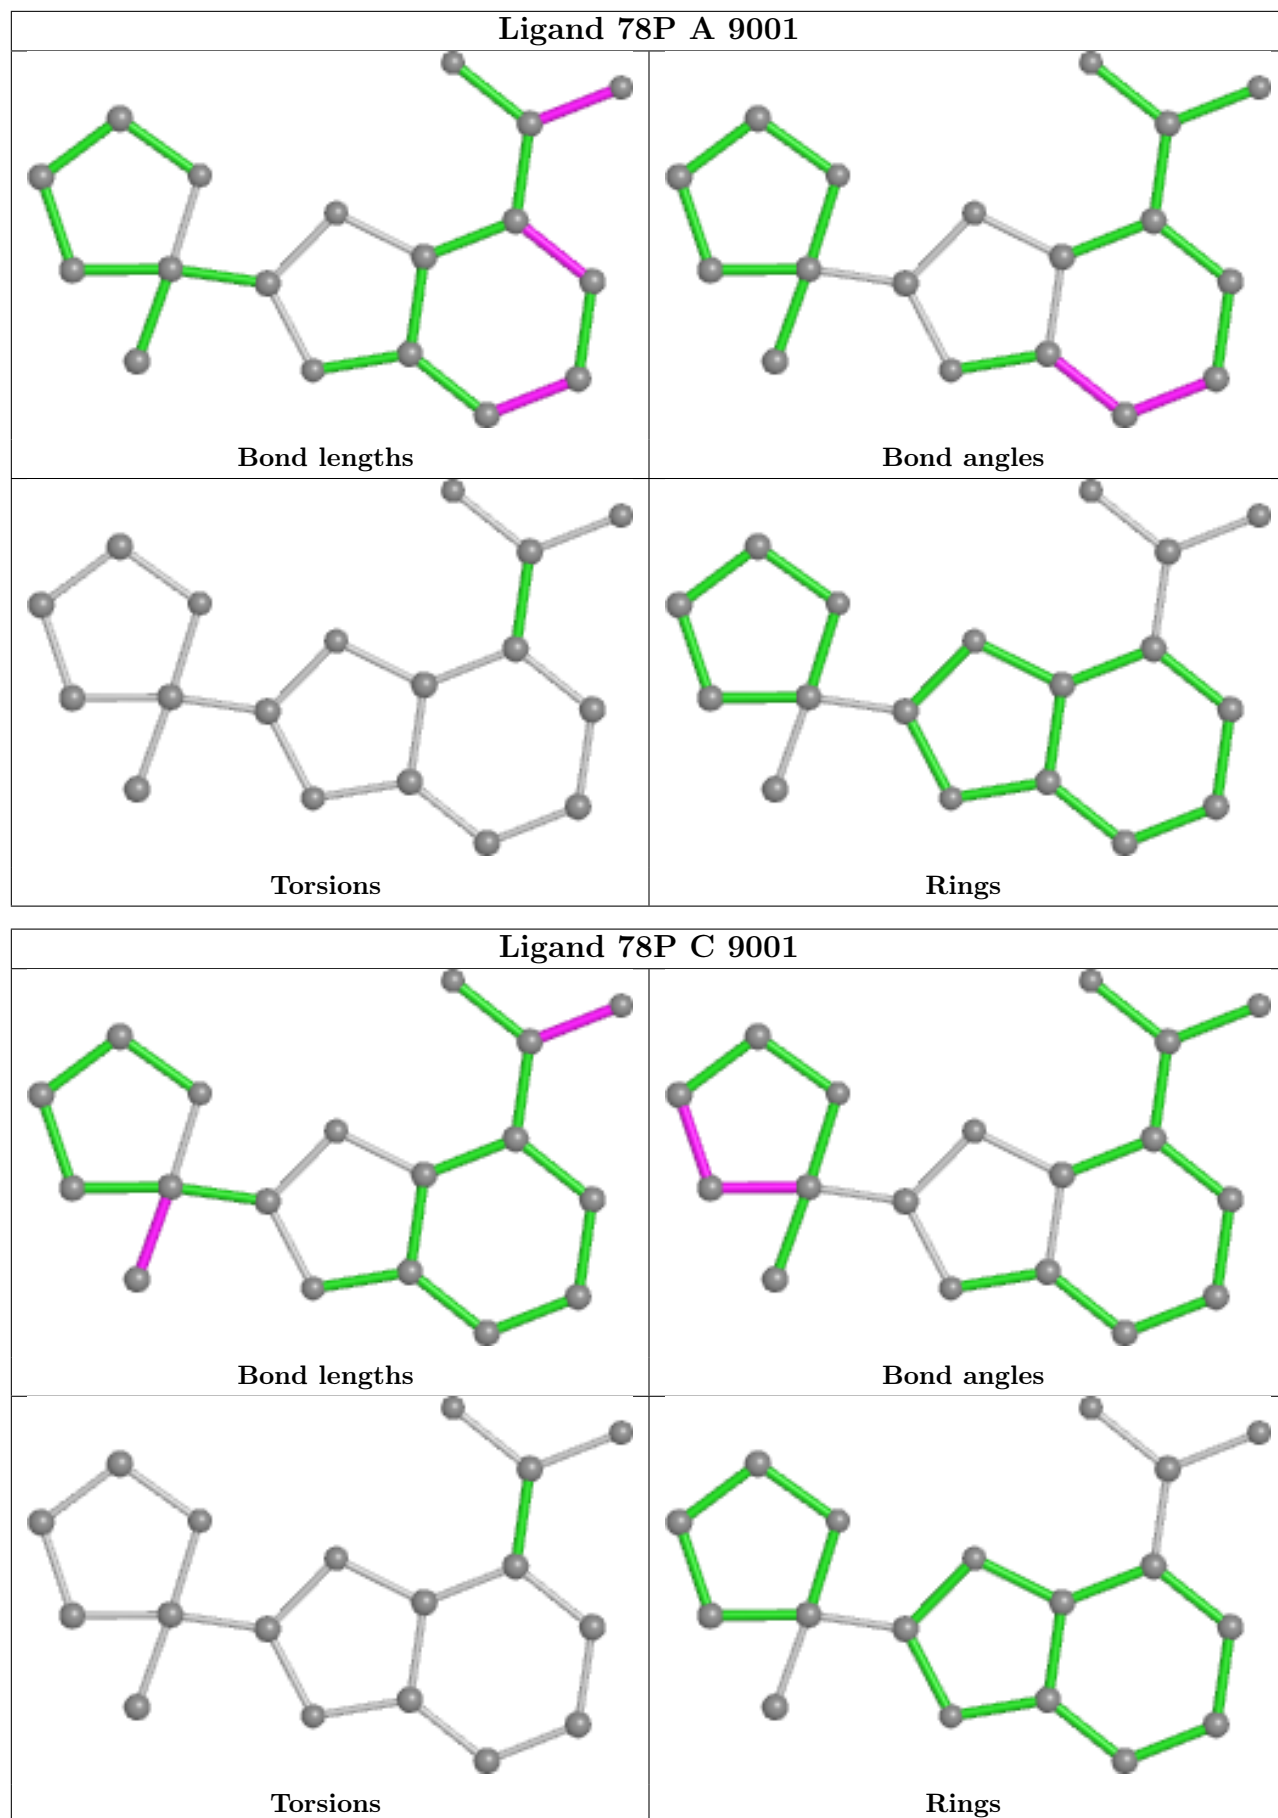 Ligand 78P A 9001
Bond lengths
Bond angles
Torsions
Rings
Ligand 78P C 9001
Bond lengths
Bond angles
Torsions
Rings